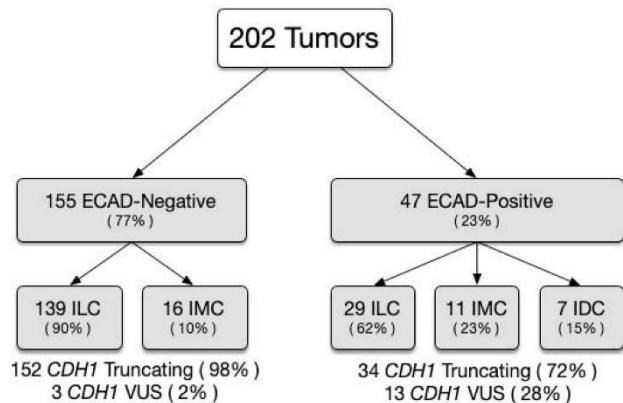 202 Tumors
155 ECAD-Negative
( 77% )
47 ECAD-Positive
( 23% )
139 ILC
( 90% )
16 IMC
( 10% )
29 ILC
( 62% )
11 IMC
( 23% )
7 IDC
( 15% )
152 CDH1 Truncating ( 98% )
3 CDH1 VUS ( 2% )
34 CDH1 Truncating ( 72% )
13 CDH1 VUS ( 28% )